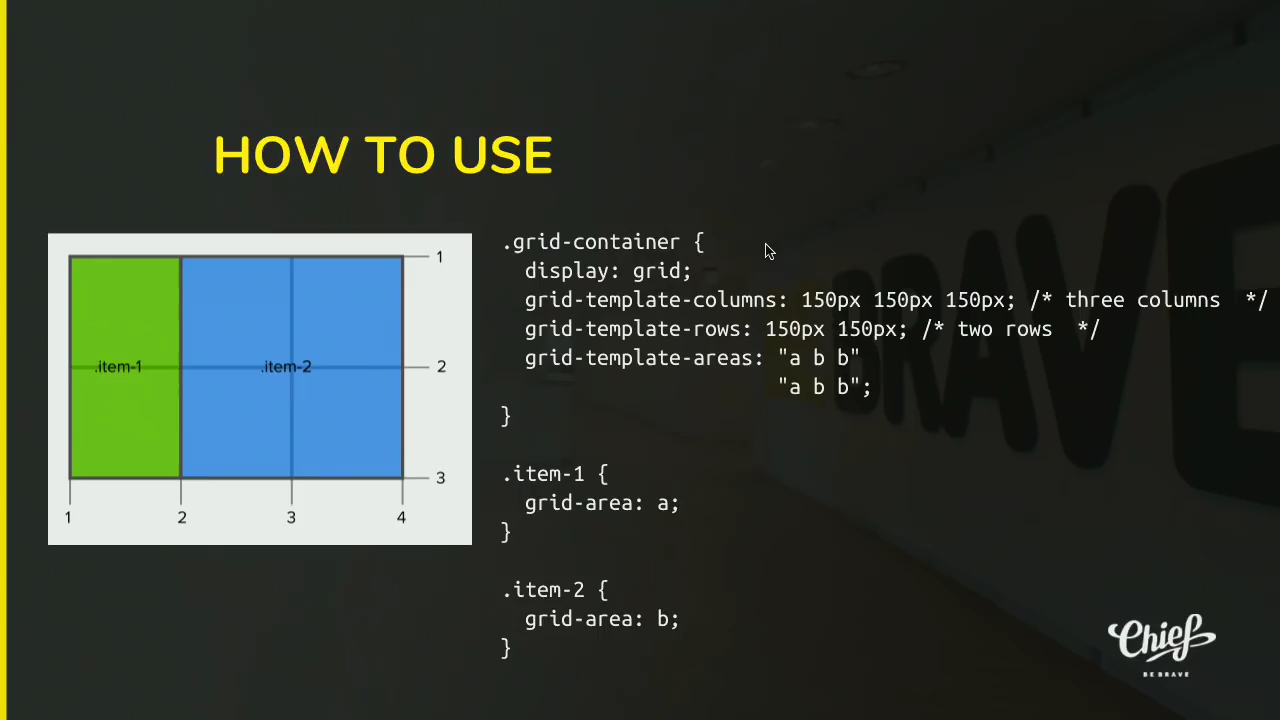 HOW TO USE
.item-1
.item-2
1
2
3
1
2
3
4
.grid-container {
  display: grid;
  grid-template-columns: 150px 150px 150px; /* three columns  */
  grid-template-rows: 150px 150px; /* two rows  */
  grid-template-areas: "a b b"
                       "a b b";
}
.item-1 {
  grid-area: a;
}
.item-2 {
  grid-area: b;
}
BRAVE
Chief
BE BRAVE